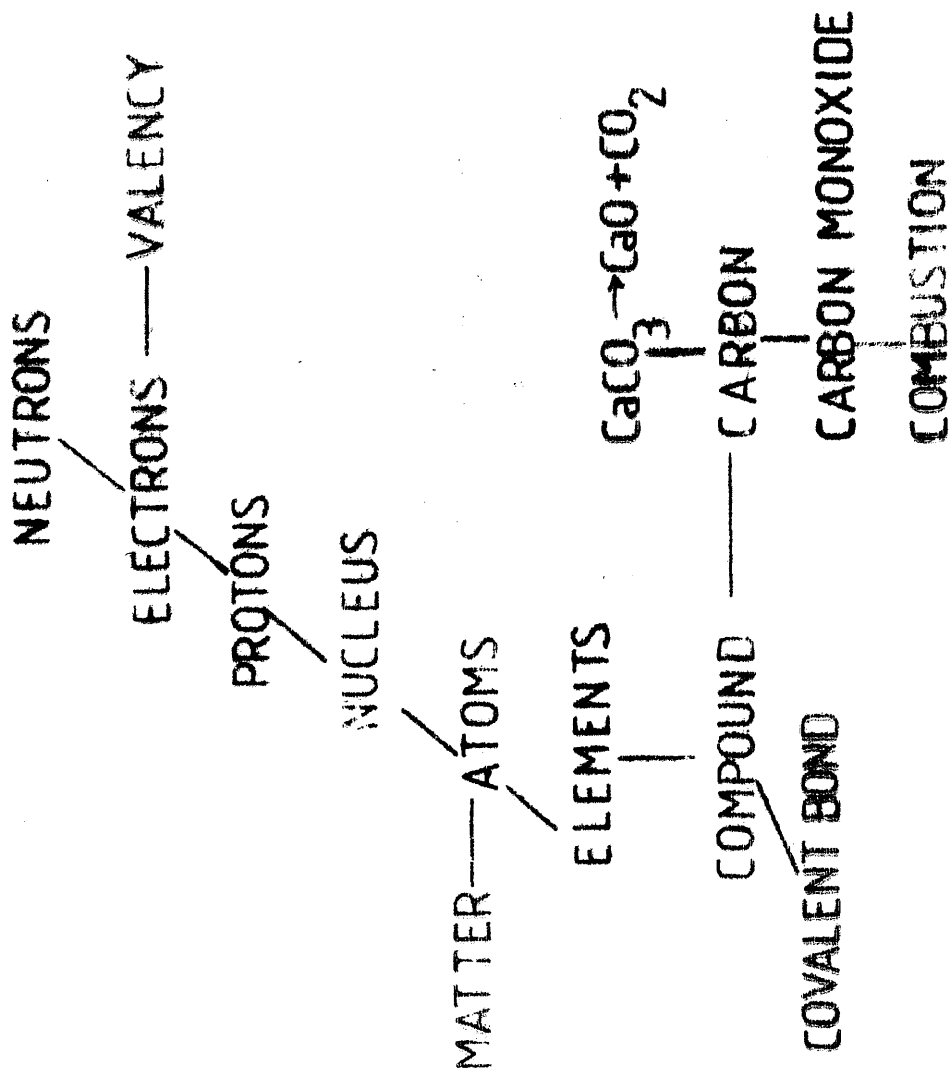 NEUTRONS
ELECTRONS — VALENCY
PROTONS
NUCLEUS
MATTER — ATOMS
ELEMENTS
CaCO₃ → CaO + CO₂
COMPOUND — CARBON
COVALENT BOND
CARBON MONOXIDE
COMBUSTION